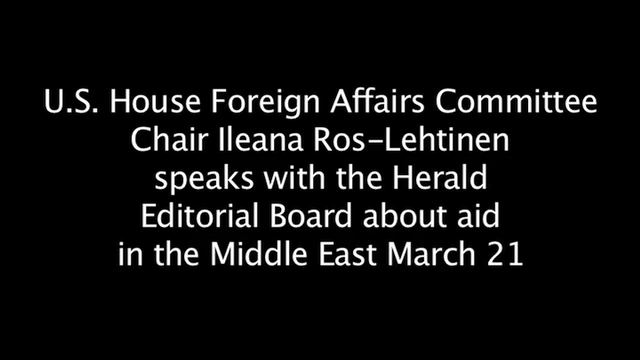 U.S. House Foreign Affairs Committee
Chair Ileana Ros-Lehtinen
speaks with the Herald
Editorial Board about aid
in the Middle East March 21